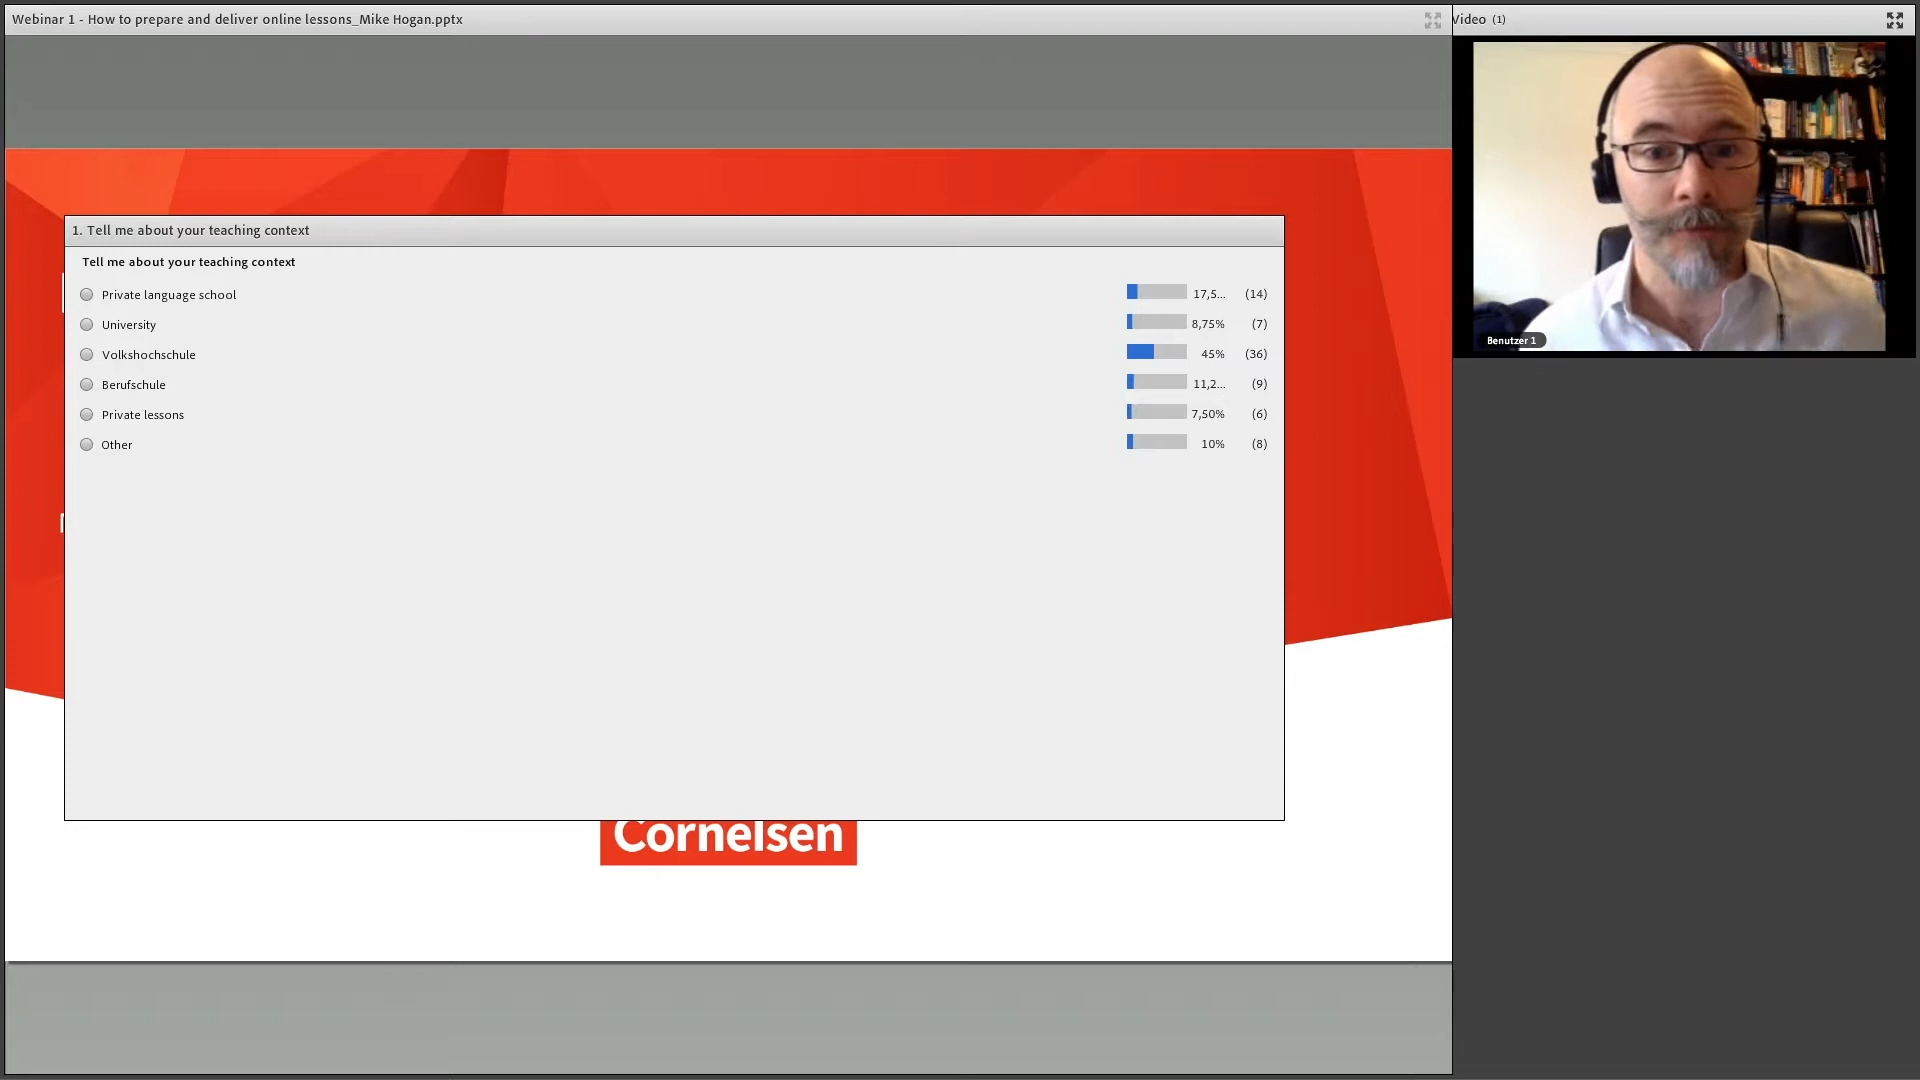 Webinar 1 - How to prepare and deliver online lessons_Mike Hogan.pptx
Video (1)
1. Tell me about your teaching context
Tell me about your teaching context
Private language school 17,5... (14)
University 8,75% (7)
Volkshochschule 45% (36)
Berufschule 11,2... (9)
Private lessons 7,50% (6)
Other 10% (8)
Benutzer 1
Cornelsen